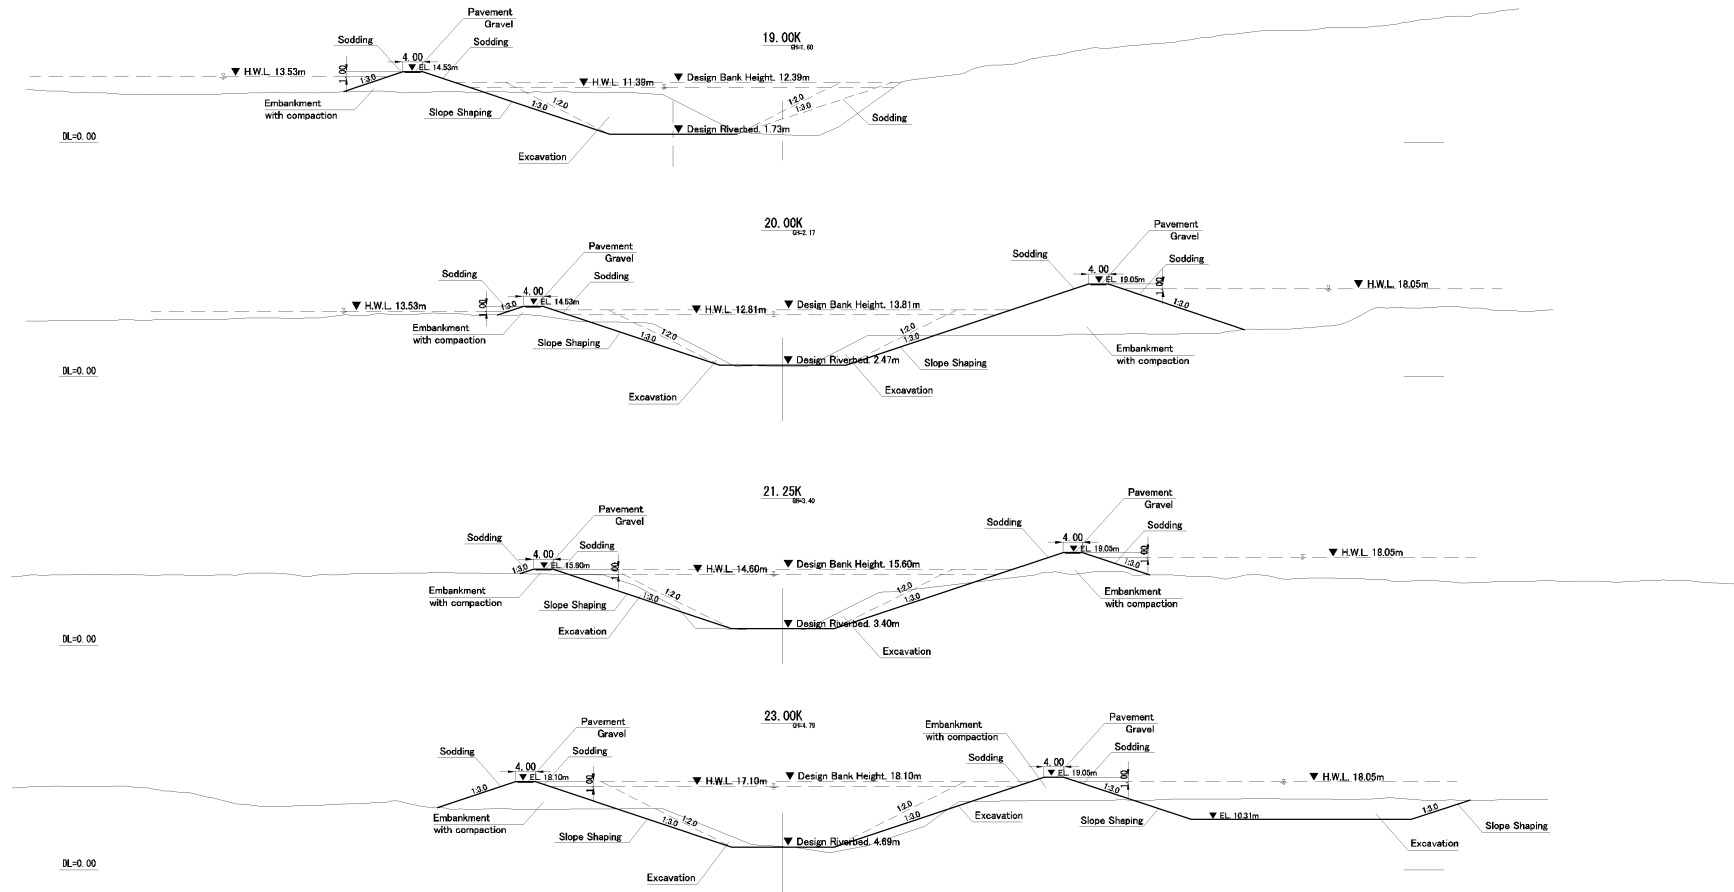 19.00K
GH=1.60
Pavement
Gravel
Sodding
Sodding
4.00
EL. 14.53m
1.00
H.W.L. 13.53m
1:3.0
Embankment
with compaction
Slope Shaping
1:3.0
1:2.0
Excavation
H.W.L. 11.39m
Design Bank Height. 12.39m
Design Riverbed. 1.73m
1:2.0
1:3.0
Sodding
DL=0.00
20.00K
GH=2.17
Pavement
Gravel
Sodding
Sodding
4.00
EL. 14.53m
1.00
H.W.L. 13.53m
1:3.0
Embankment
with compaction
Slope Shaping
1:3.0
1:2.0
Excavation
H.W.L. 12.81m
Design Bank Height. 13.81m
Design Riverbed. 2.47m
1:2.0
1:3.0
Slope Shaping
Excavation
Pavement
Gravel
Sodding
Sodding
4.00
EL. 19.05m
1.00
H.W.L. 18.05m
1:3.0
Embankment
with compaction
DL=0.00
21.25K
GH=3.40
Pavement
Gravel
Sodding
Sodding
4.00
EL. 15.60m
1.00
1:3.0
Embankment
with compaction
Slope Shaping
1:3.0
1:2.0
Excavation
H.W.L. 14.60m
Design Bank Height. 15.60m
Design Riverbed. 3.40m
1:2.0
1:3.0
Excavation
Pavement
Gravel
Sodding
Sodding
4.00
EL. 19.05m
1.00
H.W.L. 18.05m
1:3.0
Embankment
with compaction
DL=0.00
23.00K
GH=4.79
Pavement
Gravel
Sodding
Sodding
4.00
EL. 18.10m
1.00
1:3.0
Embankment
with compaction
Slope Shaping
1:3.0
1:2.0
Excavation
H.W.L. 17.10m
Design Bank Height. 18.10m
Design Riverbed. 4.69m
1:2.0
1:3.0
Excavation
Embankment
with compaction
Sodding
Pavement
Gravel
Sodding
4.00
EL. 19.05m
1.00
H.W.L. 18.05m
1:3.0
Slope Shaping
EL. 10.31m
1:3.0
Slope Shaping
Excavation
DL=0.00